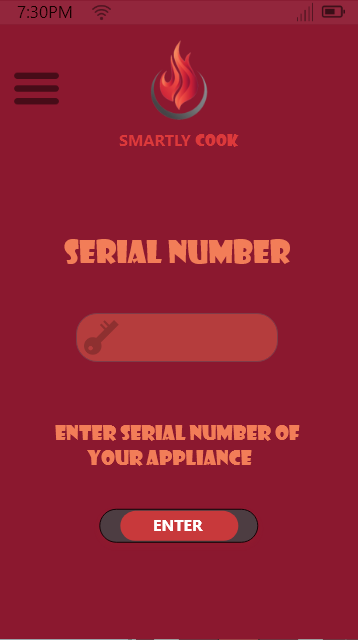 7:30PM
SMARTLY COOK
SERIAL NUMBER
ENTER SERIAL NUMBER OF
YOUR APPLIANCE
ENTER